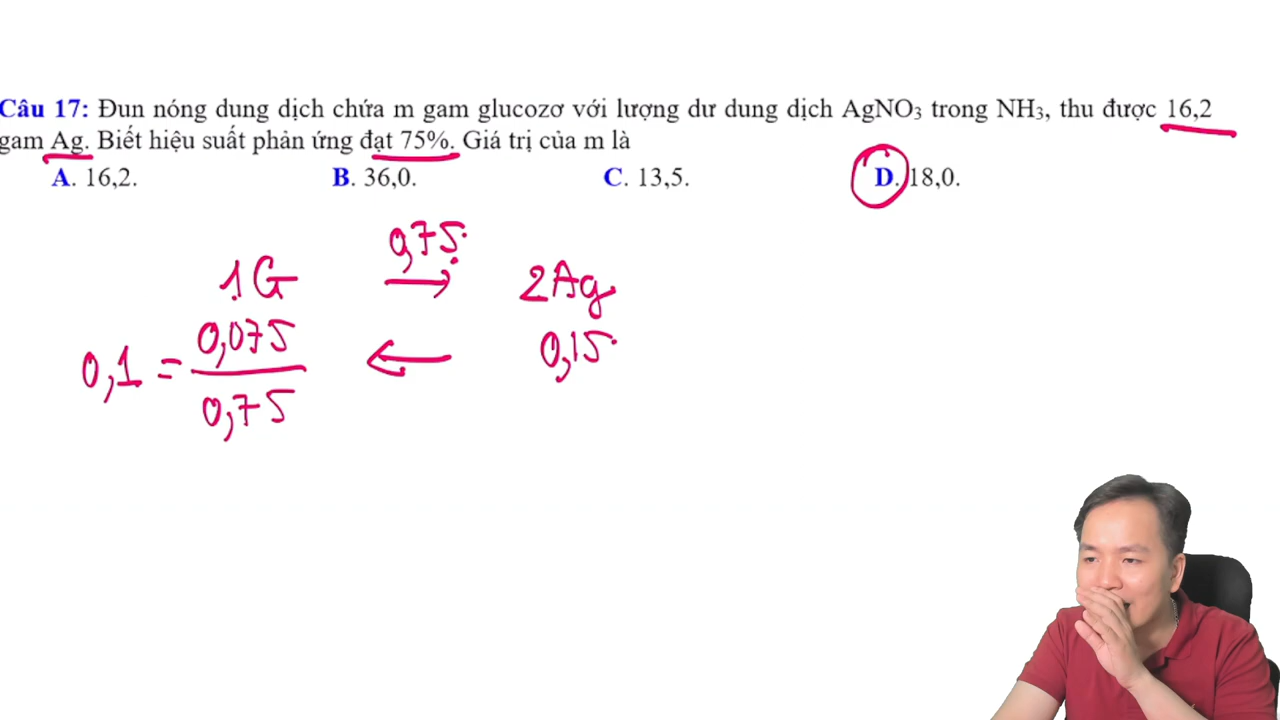 Câu 17: Đun nóng dung dịch chứa m gam glucozơ với lượng dư dung dịch AgNO₃ trong NH₃, thu được 16,2
gam Ag. Biết hiệu suất phản ứng đạt 75%. Giá trị của m là
A. 16,2. B. 36,0. C. 13,5. D. 18,0.
0,75
1G → 2Ag
0,1 = 0,075 ← 0,15
0,75